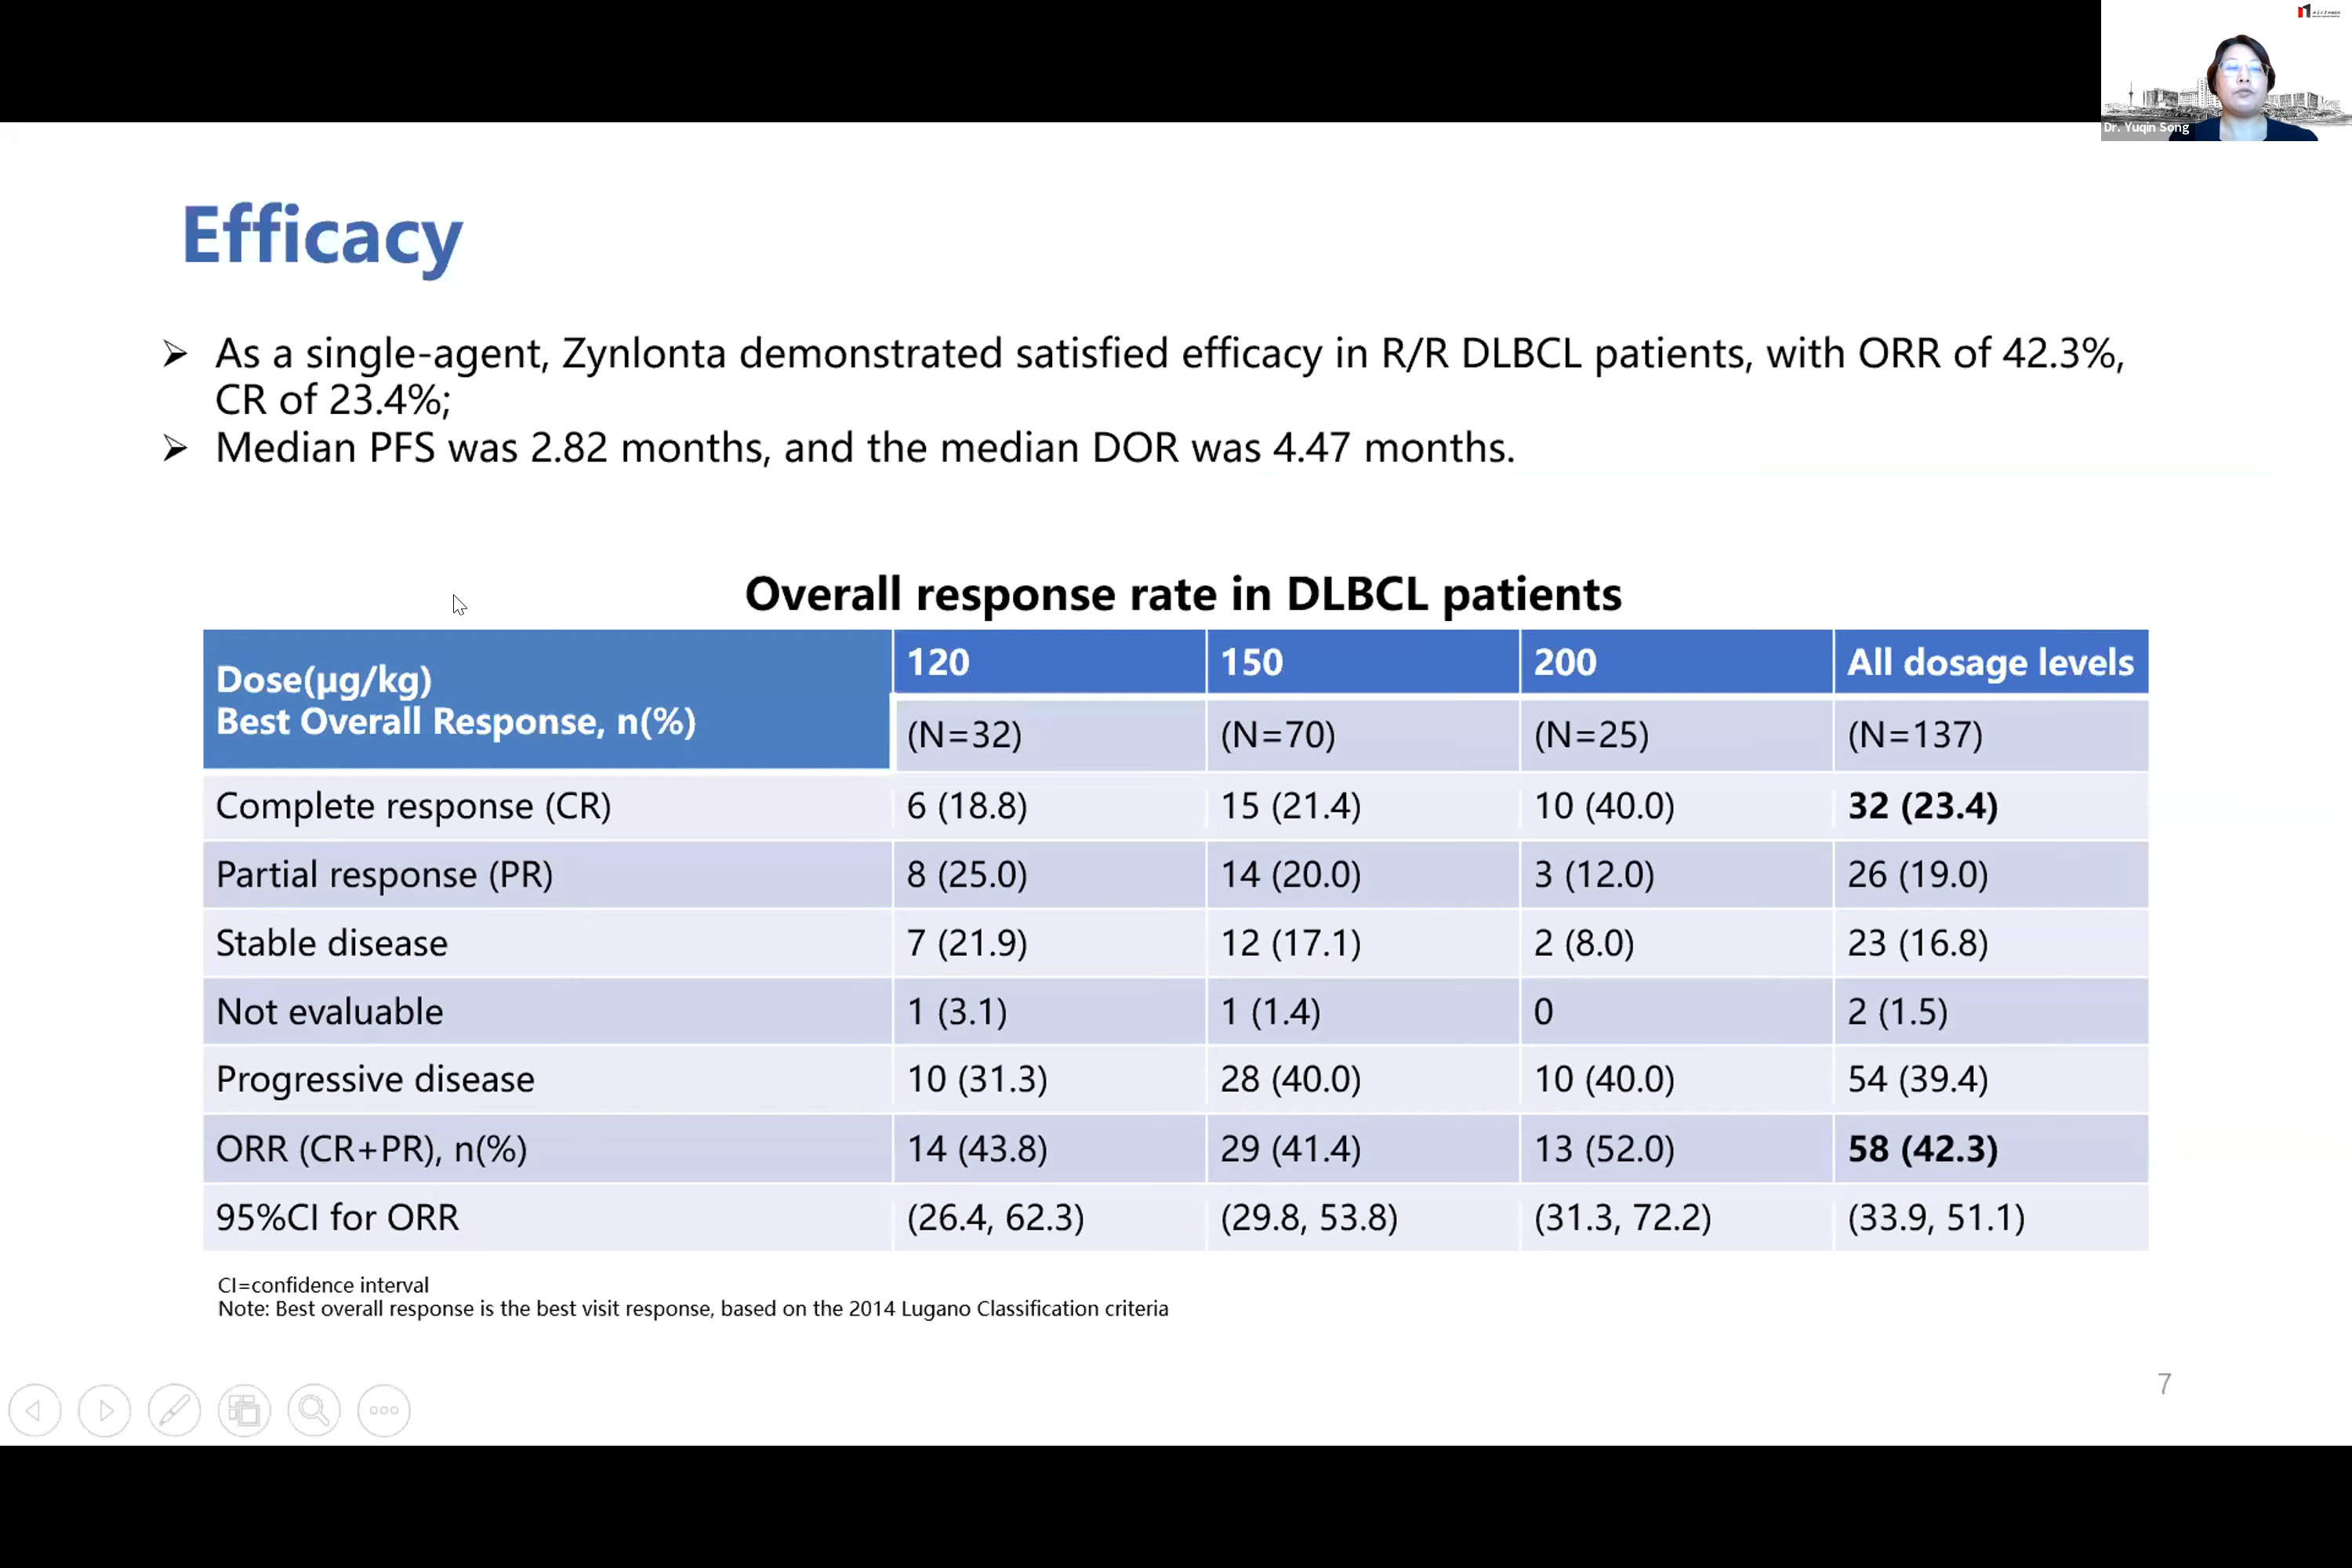 Dr. Yuqin Song
Efficacy
➢ As a single-agent, Zynlonta demonstrated satisfied efficacy in R/R DLBCL patients, with ORR of 42.3%,
CR of 23.4%;
➢ Median PFS was 2.82 months, and the median DOR was 4.47 months.
Overall response rate in DLBCL patients
Dose(μg/kg)
Best Overall Response, n(%)
120 150 200 All dosage levels
(N=32) (N=70) (N=25) (N=137)
Complete response (CR) 6 (18.8) 15 (21.4) 10 (40.0) 32 (23.4)
Partial response (PR) 8 (25.0) 14 (20.0) 3 (12.0) 26 (19.0)
Stable disease 7 (21.9) 12 (17.1) 2 (8.0) 23 (16.8)
Not evaluable 1 (3.1) 1 (1.4) 0 2 (1.5)
Progressive disease 10 (31.3) 28 (40.0) 10 (40.0) 54 (39.4)
ORR (CR+PR), n(%) 14 (43.8) 29 (41.4) 13 (52.0) 58 (42.3)
95%CI for ORR (26.4, 62.3) (29.8, 53.8) (31.3, 72.2) (33.9, 51.1)
CI=confidence interval
Note: Best overall response is the best visit response, based on the 2014 Lugano Classification criteria
7